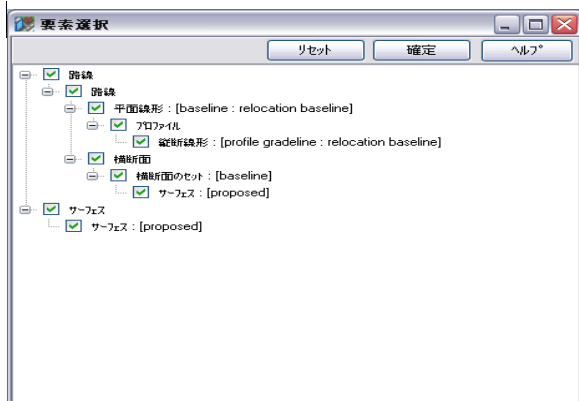 要素選択
リセット 確定 ﾍﾙﾌﾟ
路線
路線
平面線形 : [baseline : relocation baseline]
ﾌﾟﾛﾌｧｲﾙ
縦断線形 : [profile gradeline : relocation baseline]
横断面
横断面のｾｯﾄ : [baseline]
ｻｰﾌｪｽ : [proposed]
ｻｰﾌｪｽ
ｻｰﾌｪｽ : [proposed]